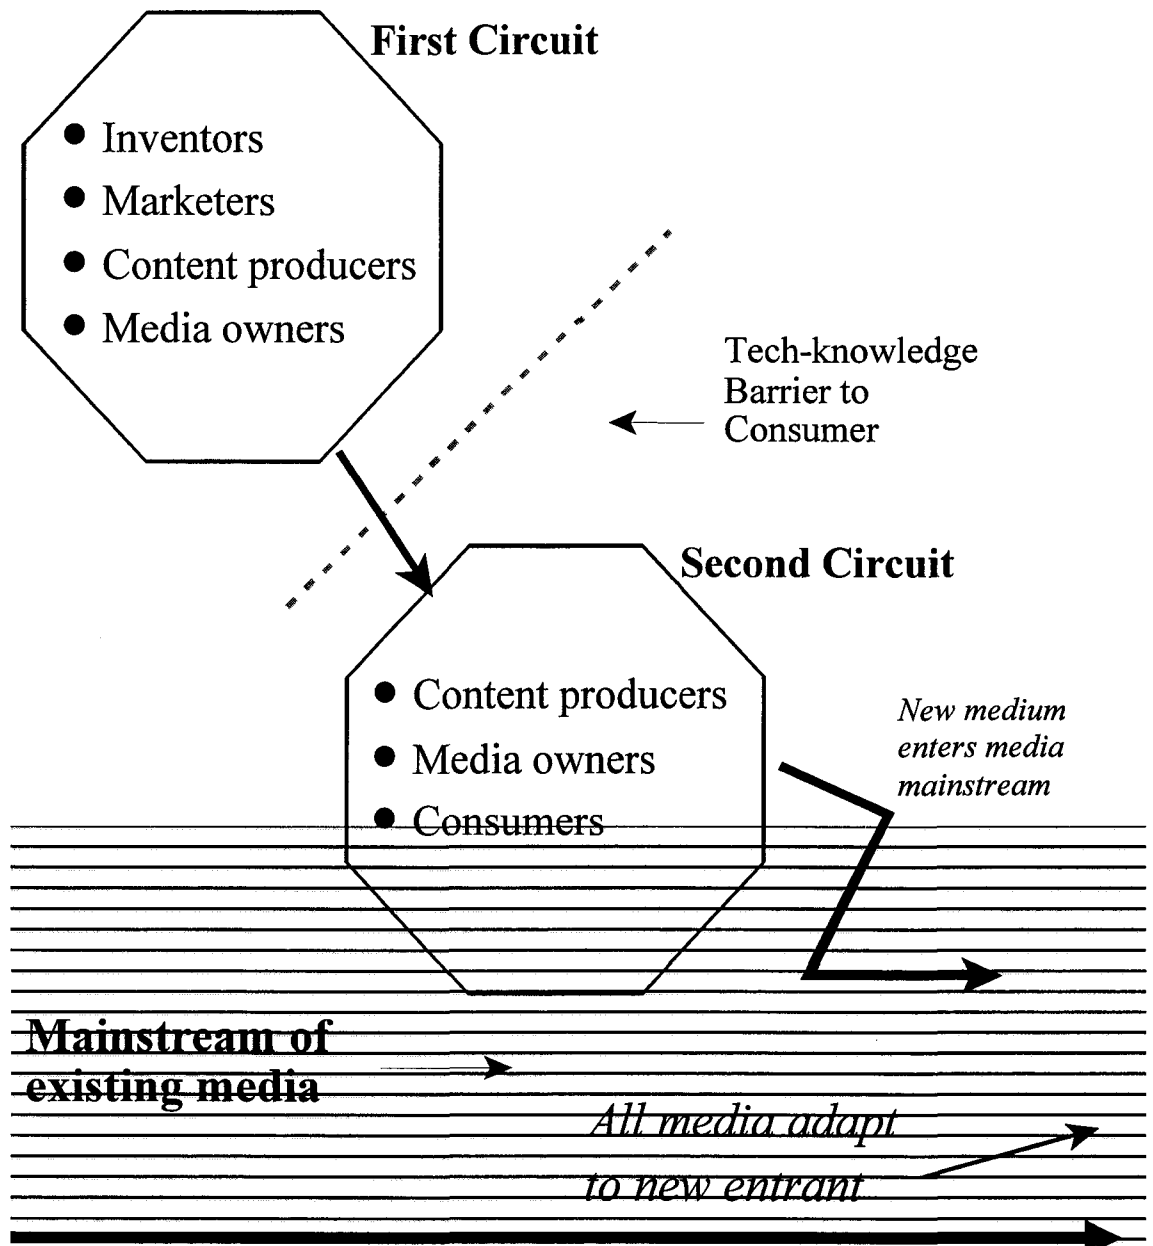 First Circuit
● Inventors
● Marketers
● Content producers
● Media owners
Tech-knowledge
Barrier to
Consumer
Second Circuit
● Content producers
● Media owners
● Consumers
New medium
enters media
mainstream
Mainstream of
existing media
All media adapt
to new entrant